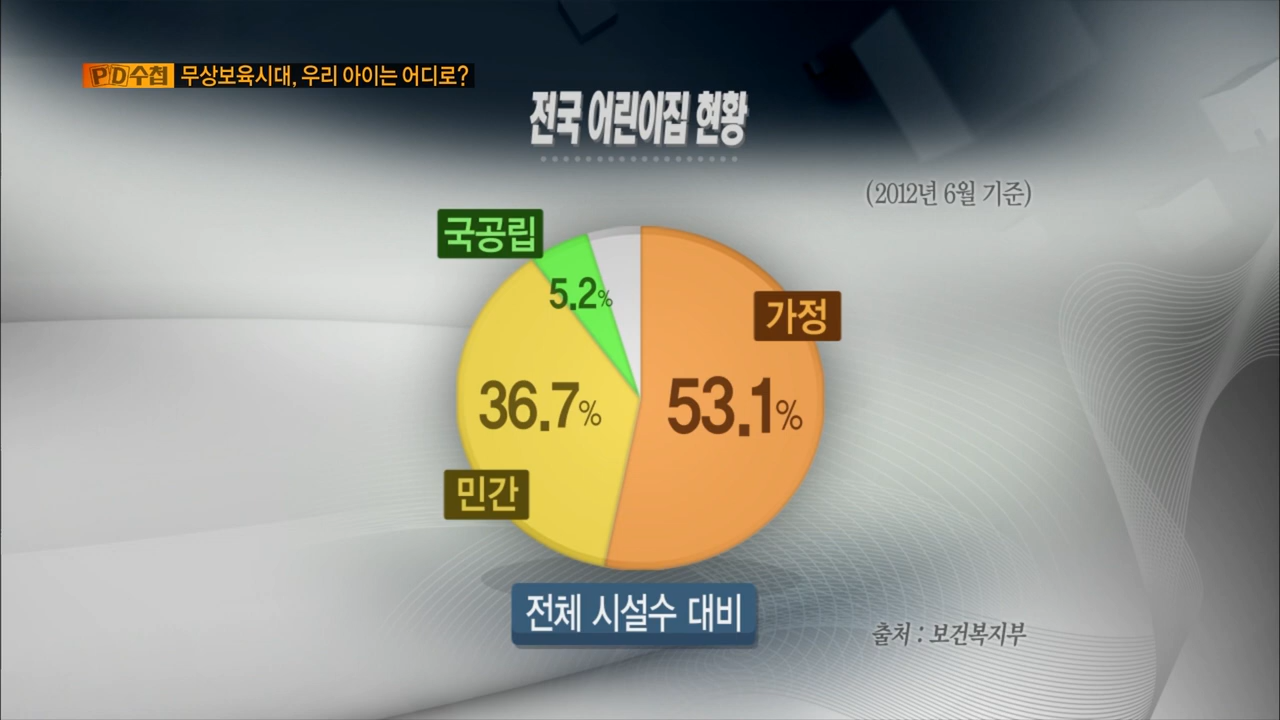 PD수첩 무상보육시대, 우리 아이는 어디로?
전국 어린이집 현황
(2012년 6월 기준)
국공립
5.2%
가정
36.7%
53.1%
민간
전체 시설수 대비
출처 : 보건복지부